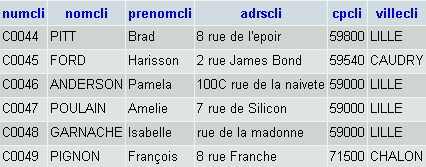 numcli nomcli prenomcli adrscli cpcli villecli
C0044 PITT Brad 8 rue de l'epoir 59800 LILLE
C0045 FORD Harisson 2 rue James Bond 59540 CAUDRY
C0046 ANDERSON Pamela 100C rue de la naivete 59000 LILLE
C0047 POULAIN Amelie 7 rue de Silicon 59000 LILLE
C0048 GARNACHE Isabelle rue de la madonne 59000 LILLE
C0049 PIGNON François 8 rue Franche 71500 CHALON